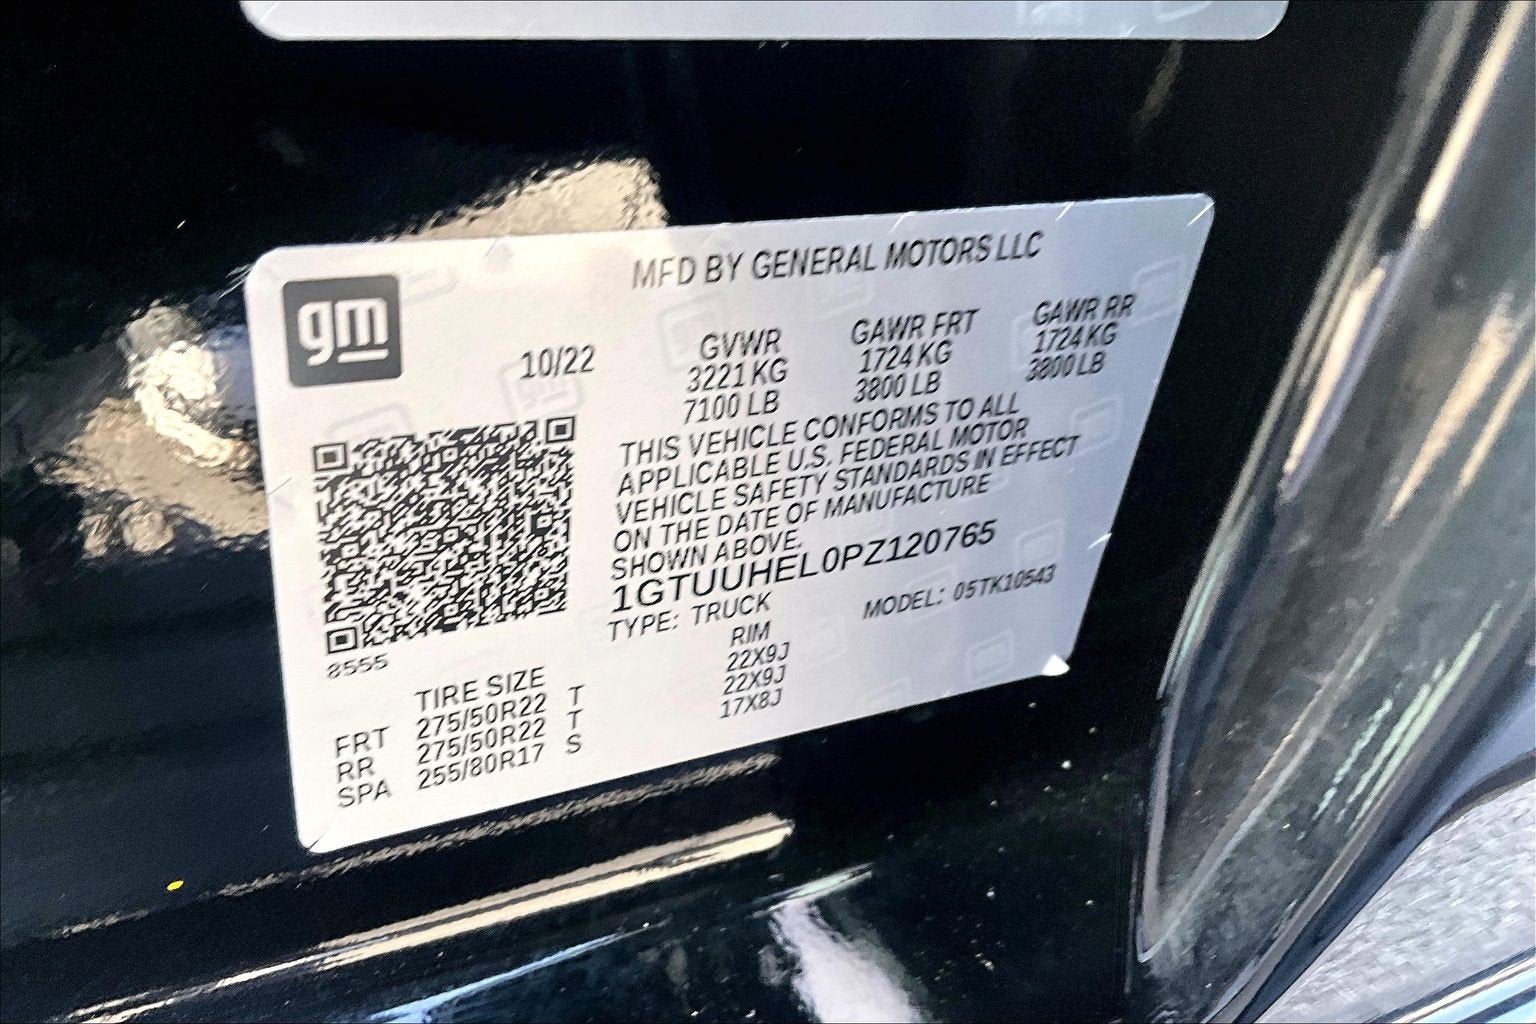 gm
MFD BY GENERAL MOTORS LLC
10/22
GVWR GAWR FRT GAWR RR
3221 KG 1724 KG 1724 KG
7100 LB 3800 LB 3800 LB
THIS VEHICLE CONFORMS TO ALL
APPLICABLE U.S. FEDERAL MOTOR
VEHICLE SAFETY STANDARDS IN EFFECT
ON THE DATE OF MANUFACTURE
SHOWN ABOVE.
1GTUUHEL0PZ120765
TYPE: TRUCK MODEL: 05TK10543
8555
TIRE SIZE RIM
FRT 275/50R22 T 22X9J
RR 275/50R22 T 22X9J
SPA 255/80R17 S 17X8J